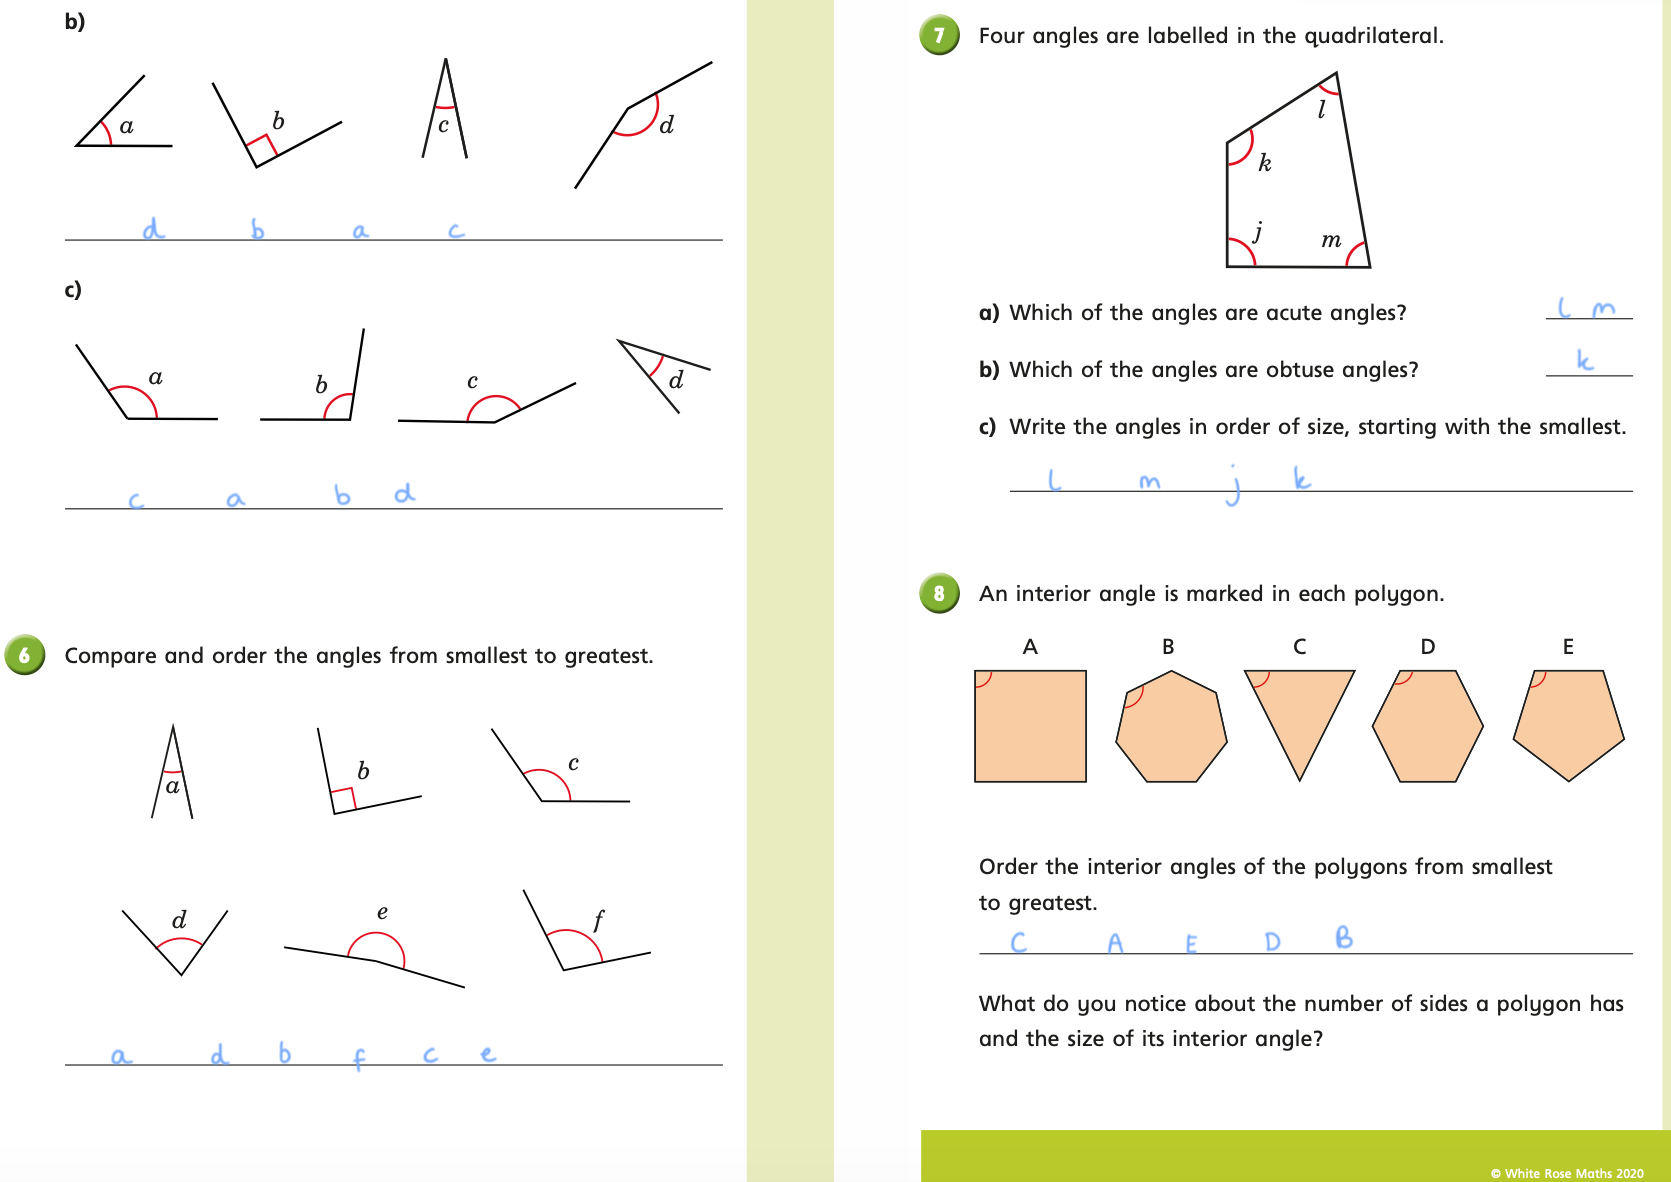 b)
a b c d
d b a c
c)
a b c d
c a b d
6 Compare and order the angles from smallest to greatest.
a b c
d e f
a d b f c e
7 Four angles are labelled in the quadrilateral.
l
k
j m
a) Which of the angles are acute angles? l m
b) Which of the angles are obtuse angles? k
c) Write the angles in order of size, starting with the smallest.
l m j k
8 An interior angle is marked in each polygon.
A B C D E
Order the interior angles of the polygons from smallest
to greatest.
C A E D B
What do you notice about the number of sides a polygon has
and the size of its interior angle?
© White Rose Maths 2020